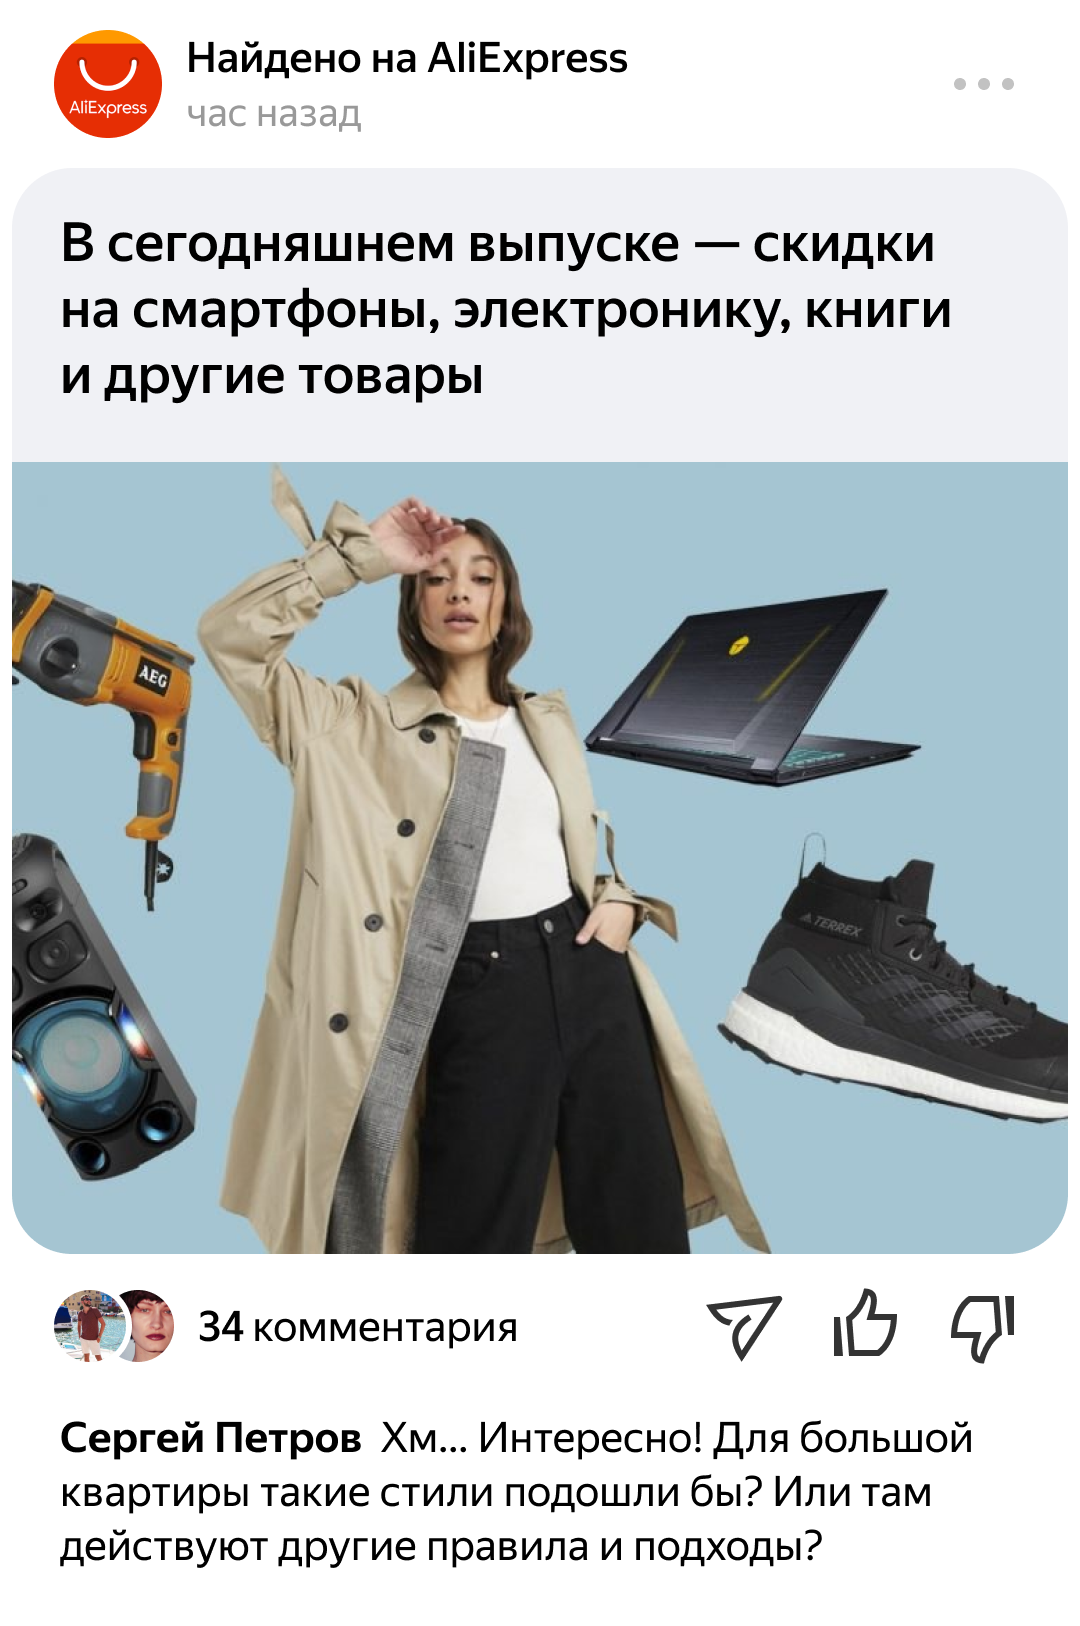 AliExpress
Найдено на AliExpress
час назад
В сегодняшнем выпуске — скидки
на смартфоны, электронику, книги
и другие товары
AEG
TERREX
34 комментария
Сергей Петров Хм... Интересно! Для большой
квартиры такие стили подошли бы? Или там
действуют другие правила и подходы?